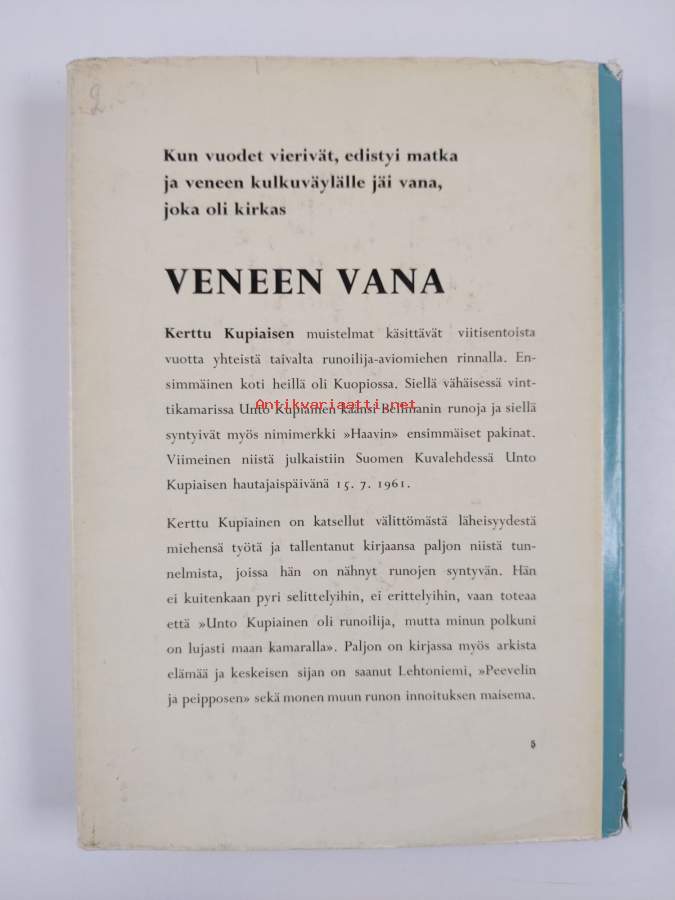 2
Kun vuodet vierivät, edistyi matka
ja veneen kulkuväylälle jäi vana,
joka oli kirkas
VENEEN VANA
Kerttu Kupiaisen muistelmat käsittävät viitisentoista
vuotta yhteistä taivalta runoilija-aviomiehen rinnalla. En-
simmäinen koti heillä oli Kuopiossa. Siellä vähäisessä vint-
tikamarissa Unto Kupiainen käänsi Bellmanin runoja ja siellä
Antikvariaatti.net
syntyivät myös nimimerkki »Haavin» ensimmäiset pakinat.
Viimeinen niistä julkaistiin Suomen Kuvalehdessä Unto
Kupiaisen hautajaispäivänä 15. 7. 1961.
Kerttu Kupiainen on katsellut välittömästä läheisyydestä
miehensä työtä ja tallentanut kirjaansa paljon niistä tun-
nelmista, joissa hän on nähnyt runojen syntyvän. Hän
ei kuitenkaan pyri selittelyihin, ei erittelyihin, vaan toteaa
että »Unto Kupiainen oli runoilija, mutta minun polkuni
on lujasti maan kamaralla». Paljon on kirjassa myös arkista
elämää ja keskeisen sijan on saanut Lehtoniemi, »Peevelin
ja peipposen» sekä monen muun runon innoituksen maisema.
5